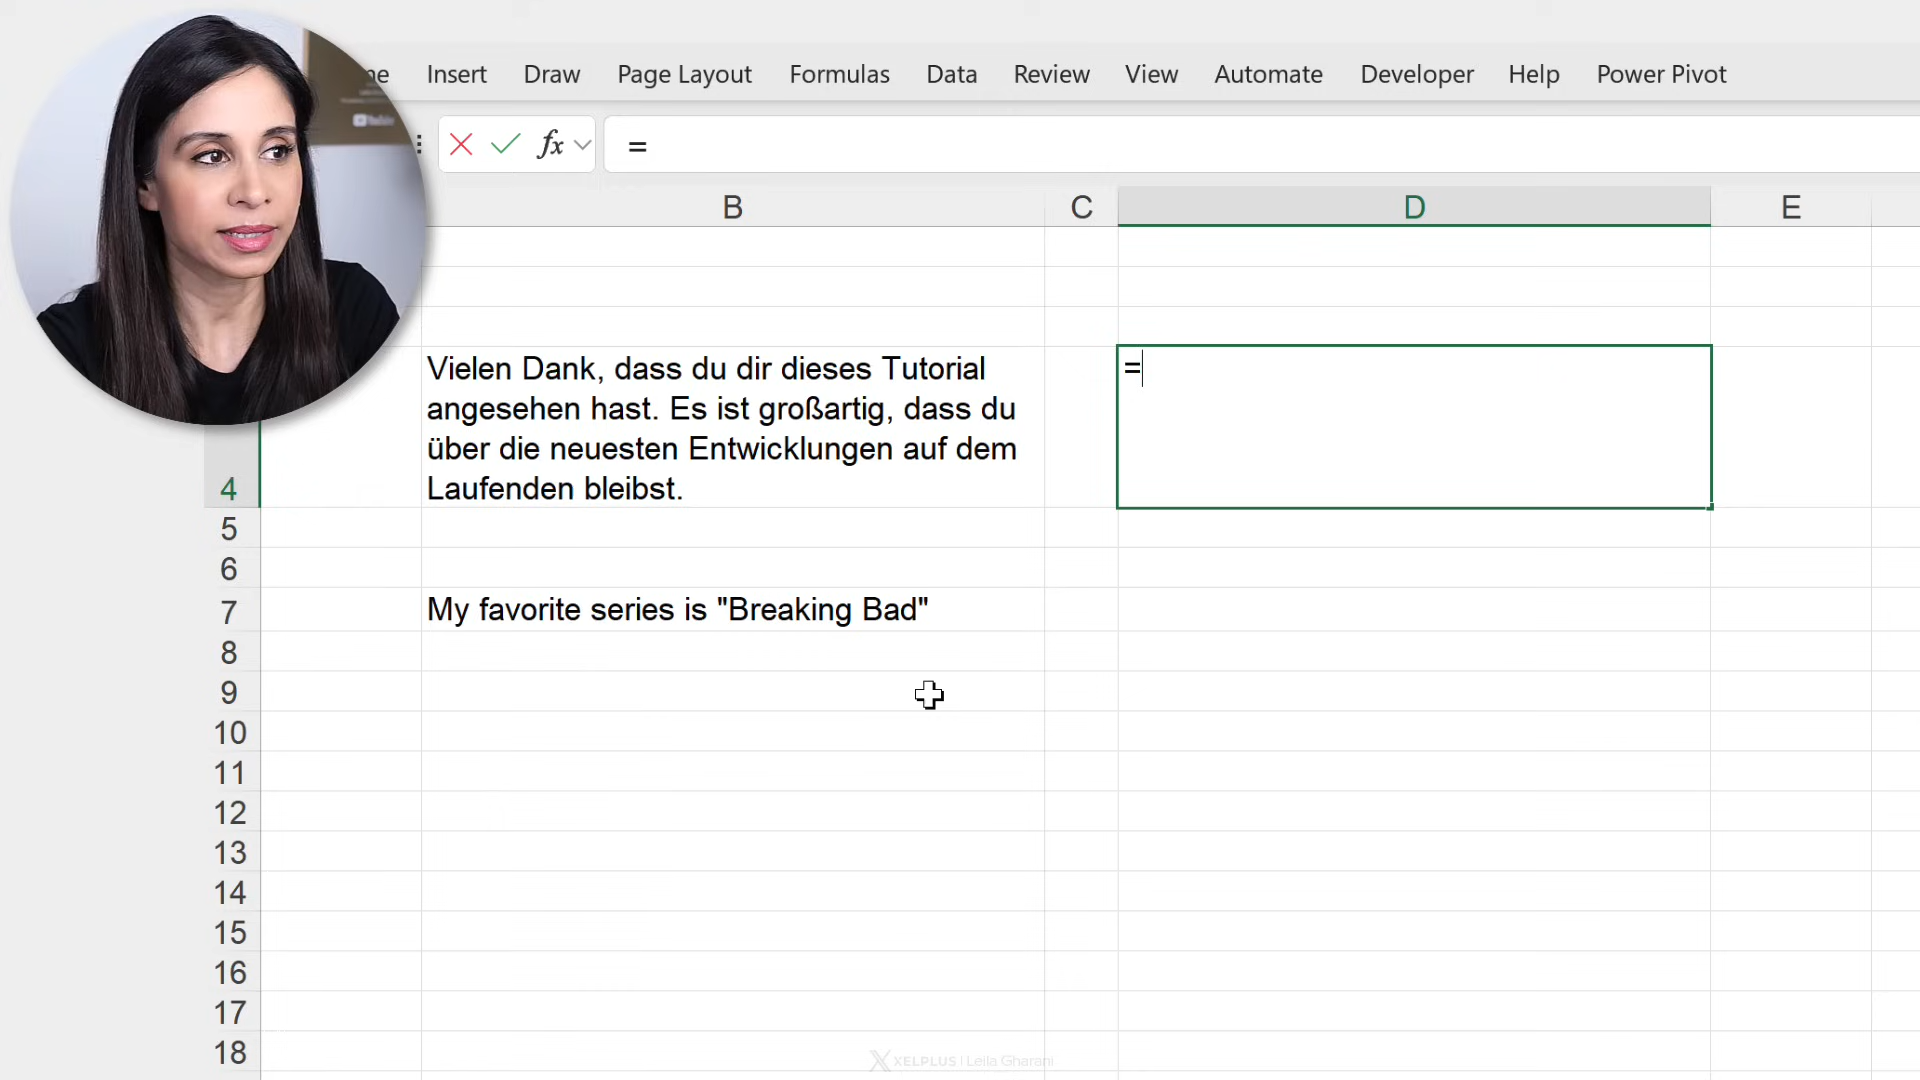 me Insert Draw Page Layout Formulas Data Review View Automate Developer Help Power Pivot
YouTube
fx =
B C D E
Vielen Dank, dass du dir dieses Tutorial
angesehen hast. Es ist großartig, dass du
über die neuesten Entwicklungen auf dem
Laufenden bleibst.
=
4
5
6
7 My favorite series is "Breaking Bad"
8
9
10
11
12
13
14
15
16
17
18
XELPLUS | Leila Gharani